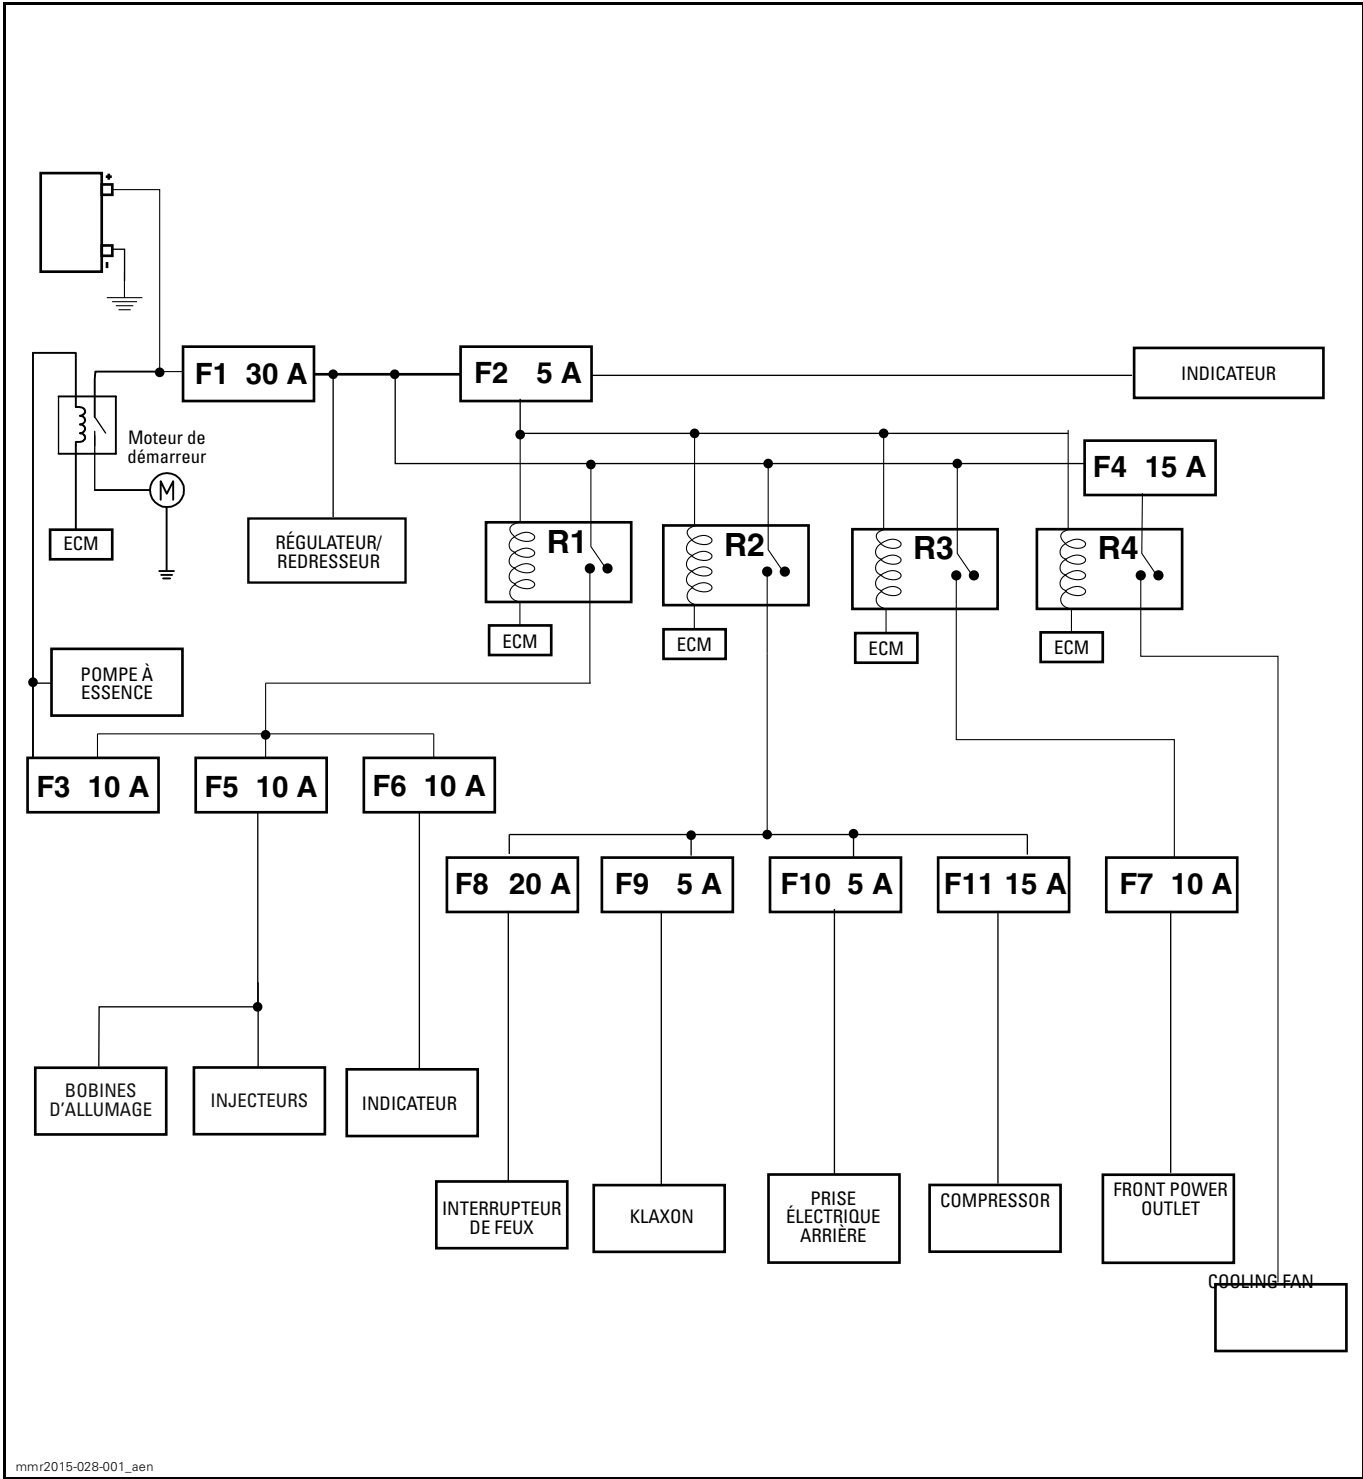 +
-
F1 30 A
F2 5 A
INDICATEUR
Moteur de
démarreur
M
F4 15 A
ECM
RÉGULATEUR/
REDRESSEUR
R1
R2
R3
R4
ECM
ECM
ECM
ECM
POMPE À
ESSENCE
F3 10 A
F5 10 A
F6 10 A
F8 20 A
F9 5 A
F10 5 A
F11 15 A
F7 10 A
BOBINES
D'ALLUMAGE
INJECTEURS
INDICATEUR
INTERRUPTEUR
DE FEUX
KLAXON
PRISE
ÉLECTRIQUE
ARRIÈRE
COMPRESSOR
FRONT POWER
OUTLET
COOLING FAN
mmr2015-028-001_aen